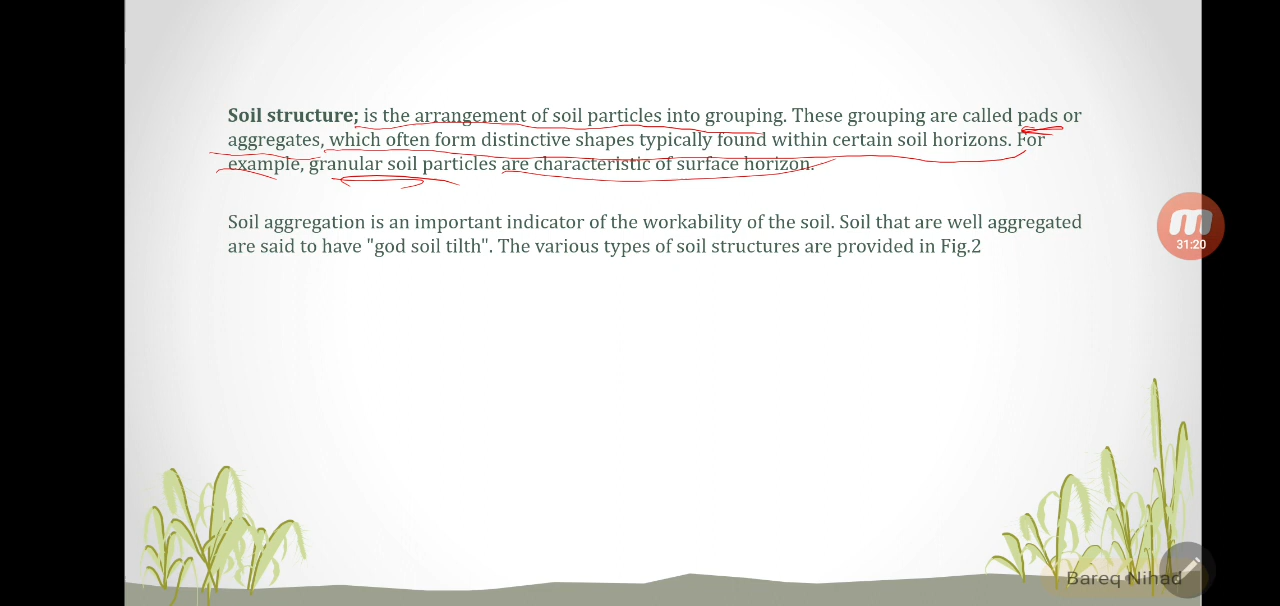 Soil structure; is the arrangement of soil particles into grouping. These grouping are called pads or
aggregates, which often form distinctive shapes typically found within certain soil horizons. For
example, granular soil particles are characteristic of surface horizon.
Soil aggregation is an important indicator of the workability of the soil. Soil that are well aggregated
are said to have "god soil tilth". The various types of soil structures are provided in Fig.2
31:20
Bareq Nihad